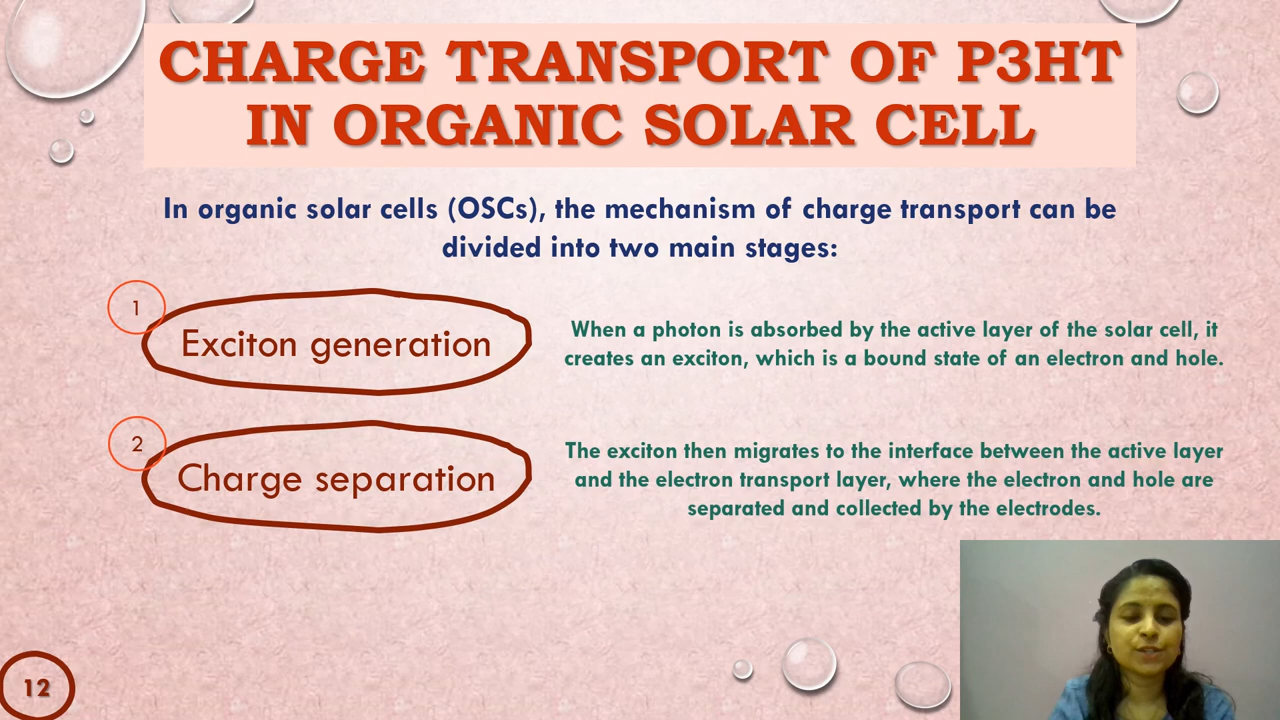 CHARGE TRANSPORT OF P3HT
IN ORGANIC SOLAR CELL
In organic solar cells (OSCs), the mechanism of charge transport can be
divided into two main stages:
1
Exciton generation
When a photon is absorbed by the active layer of the solar cell, it
creates an exciton, which is a bound state of an electron and hole.
2
Charge separation
The exciton then migrates to the interface between the active layer
and the electron transport layer, where the electron and hole are
separated and collected by the electrodes.
12